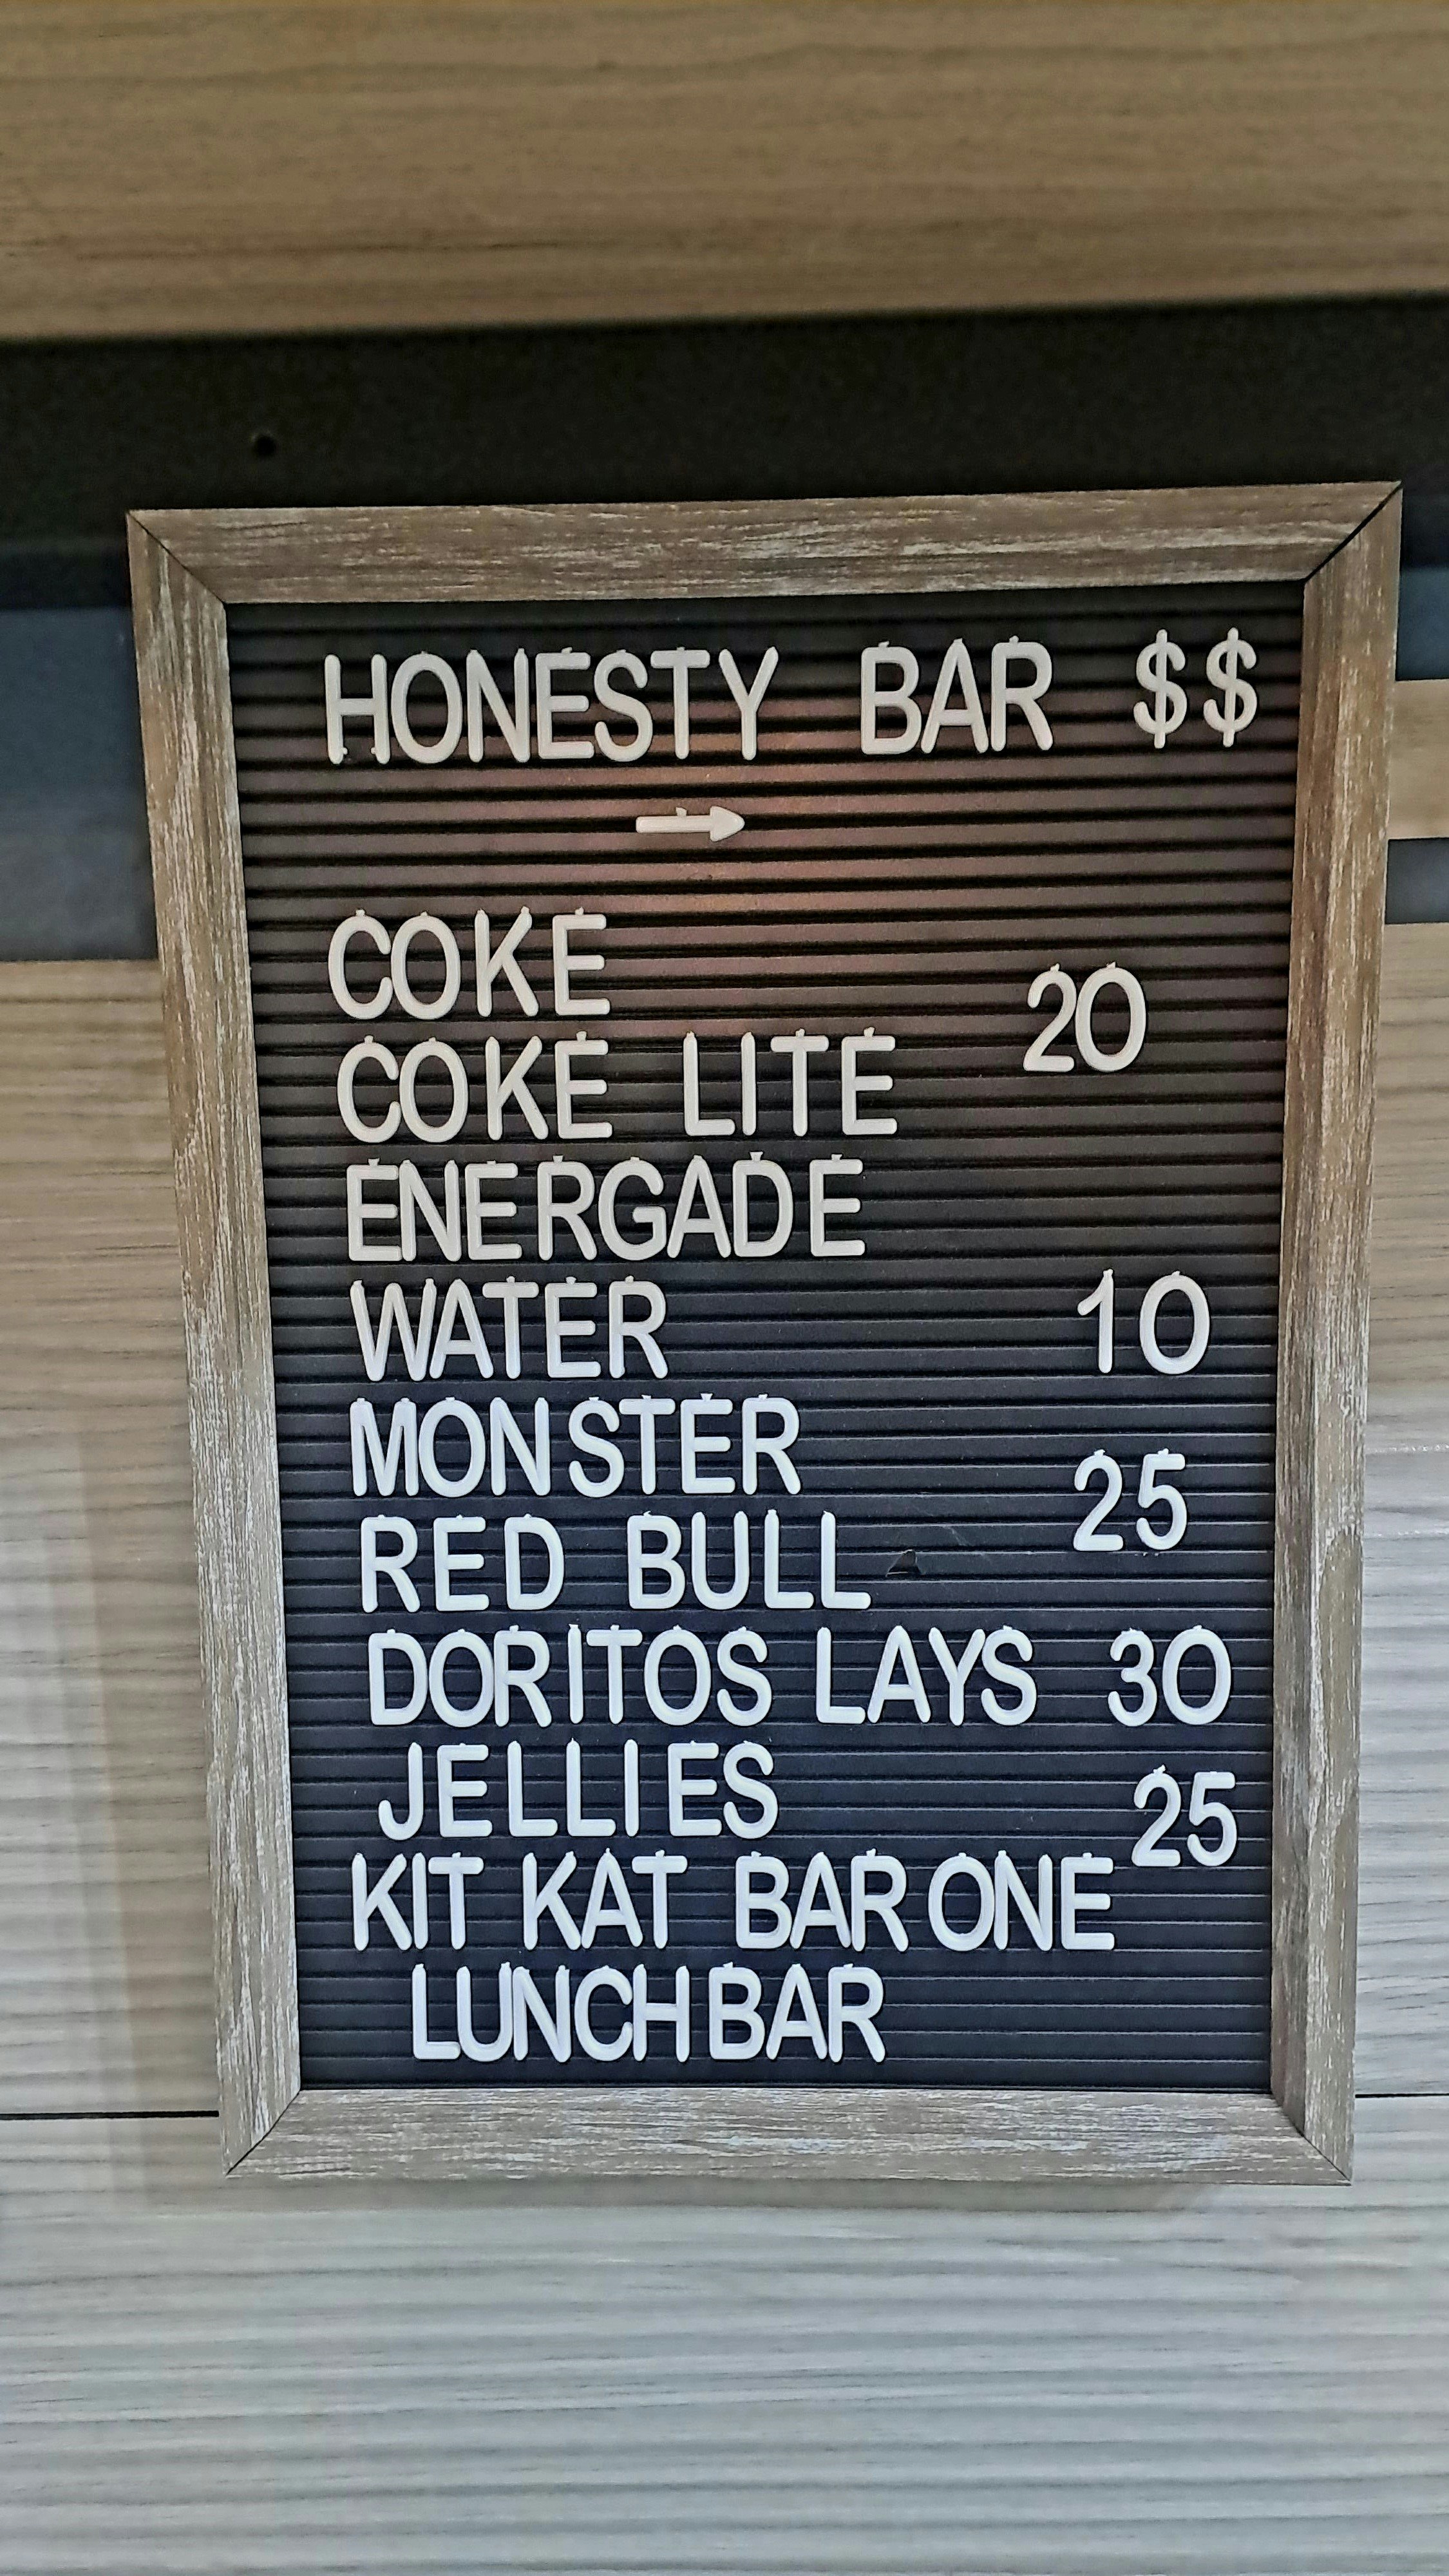 HONESTY BAR $$
→
COKE
20
COKE LITE
ENERGADE
WATER 10
MONSTER
25
RED BULL
DORITOS LAYS 30
JELLIES
25
KIT KAT BAR ONE
LUNCH BAR